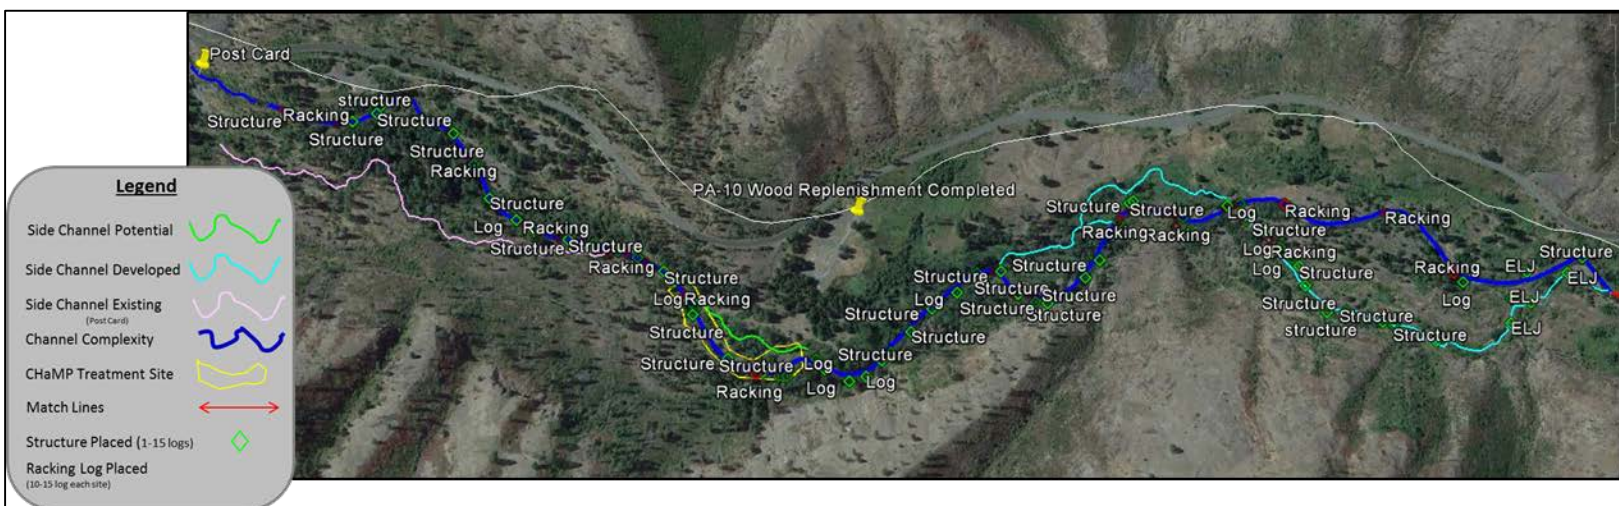 Post Card
structure
Structure
Racking
Structure
Structure
Structure
Racking
Structure
Log
Racking
Structure
Structure
Racking
Structure
Log
Racking
Structure
Structure
Structure
Racking
Log
Log
Log
Structure
Structure
Structure
Log
Structure
Structure
Structure
Structure
Structure
PA-10 Wood Replenishment Completed
Structure
Structure
Racking
Racking
Log
Racking
Structure
Log
Racking
Log
Structure
Structure
structure
Structure
Structure
Racking
Racking
Log
ELJ
Structure
ELJ
ELJ
ELJ
Legend
Side Channel Potential
Side Channel Developed
Side Channel Existing
(Post Card)
Channel Complexity
CHaMP Treatment Site
Match Lines
Structure Placed (1-15 logs)
Racking Log Placed
(10-15 log each site)